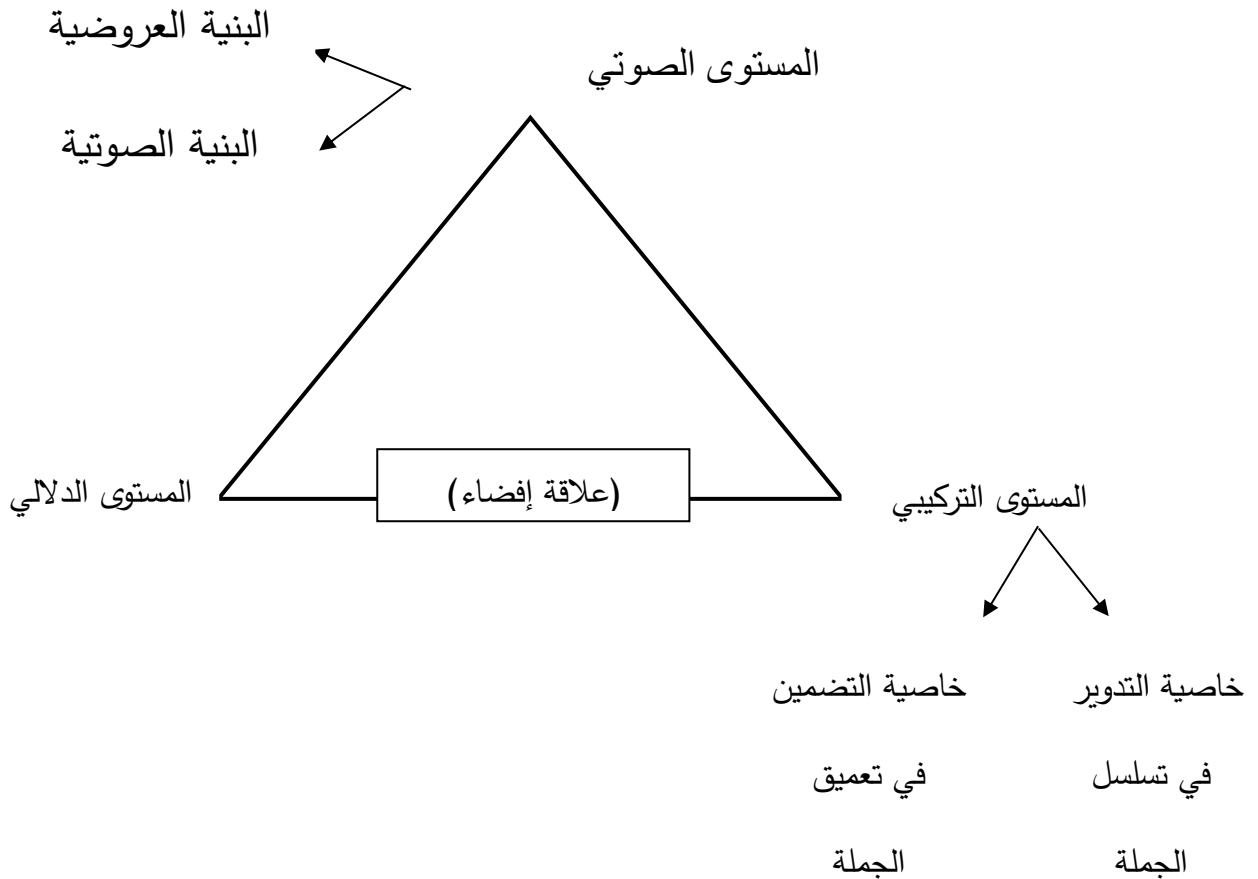 المستوى الصوتي
البنية العروضية
البنية الصوتية
المستوى التركيبي
(علاقة إفضاء)
المستوى الدلالي
خاصية التدوير
في تسلسل
الجملة
خاصية التضمين
في تعميق
الجملة